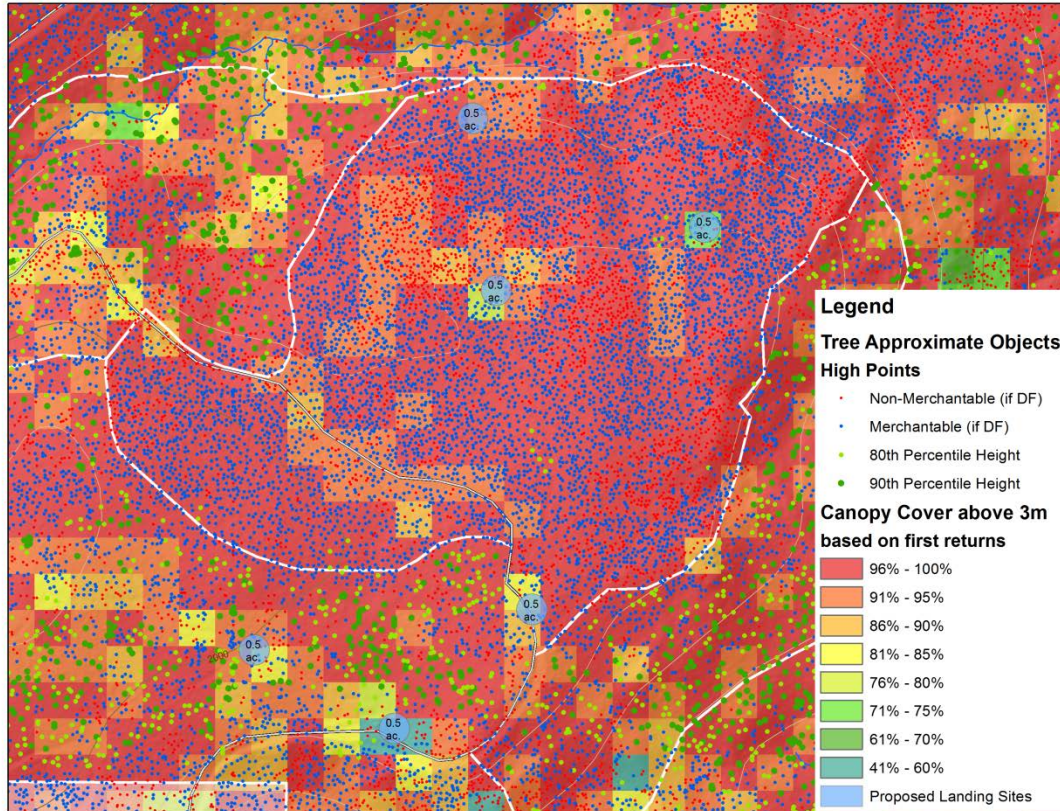 0.5
ac.
0.5
ac.
0.5
ac.
0.5
ac.
0.5
ac.
0.5
ac.
2000
Legend
Tree Approximate Objects
High Points
Non-Merchantable (if DF)
Merchantable (if DF)
80th Percentile Height
90th Percentile Height
Canopy Cover above 3m
based on first returns
96% - 100%
91% - 95%
86% - 90%
81% - 85%
76% - 80%
71% - 75%
61% - 70%
41% - 60%
Proposed Landing Sites